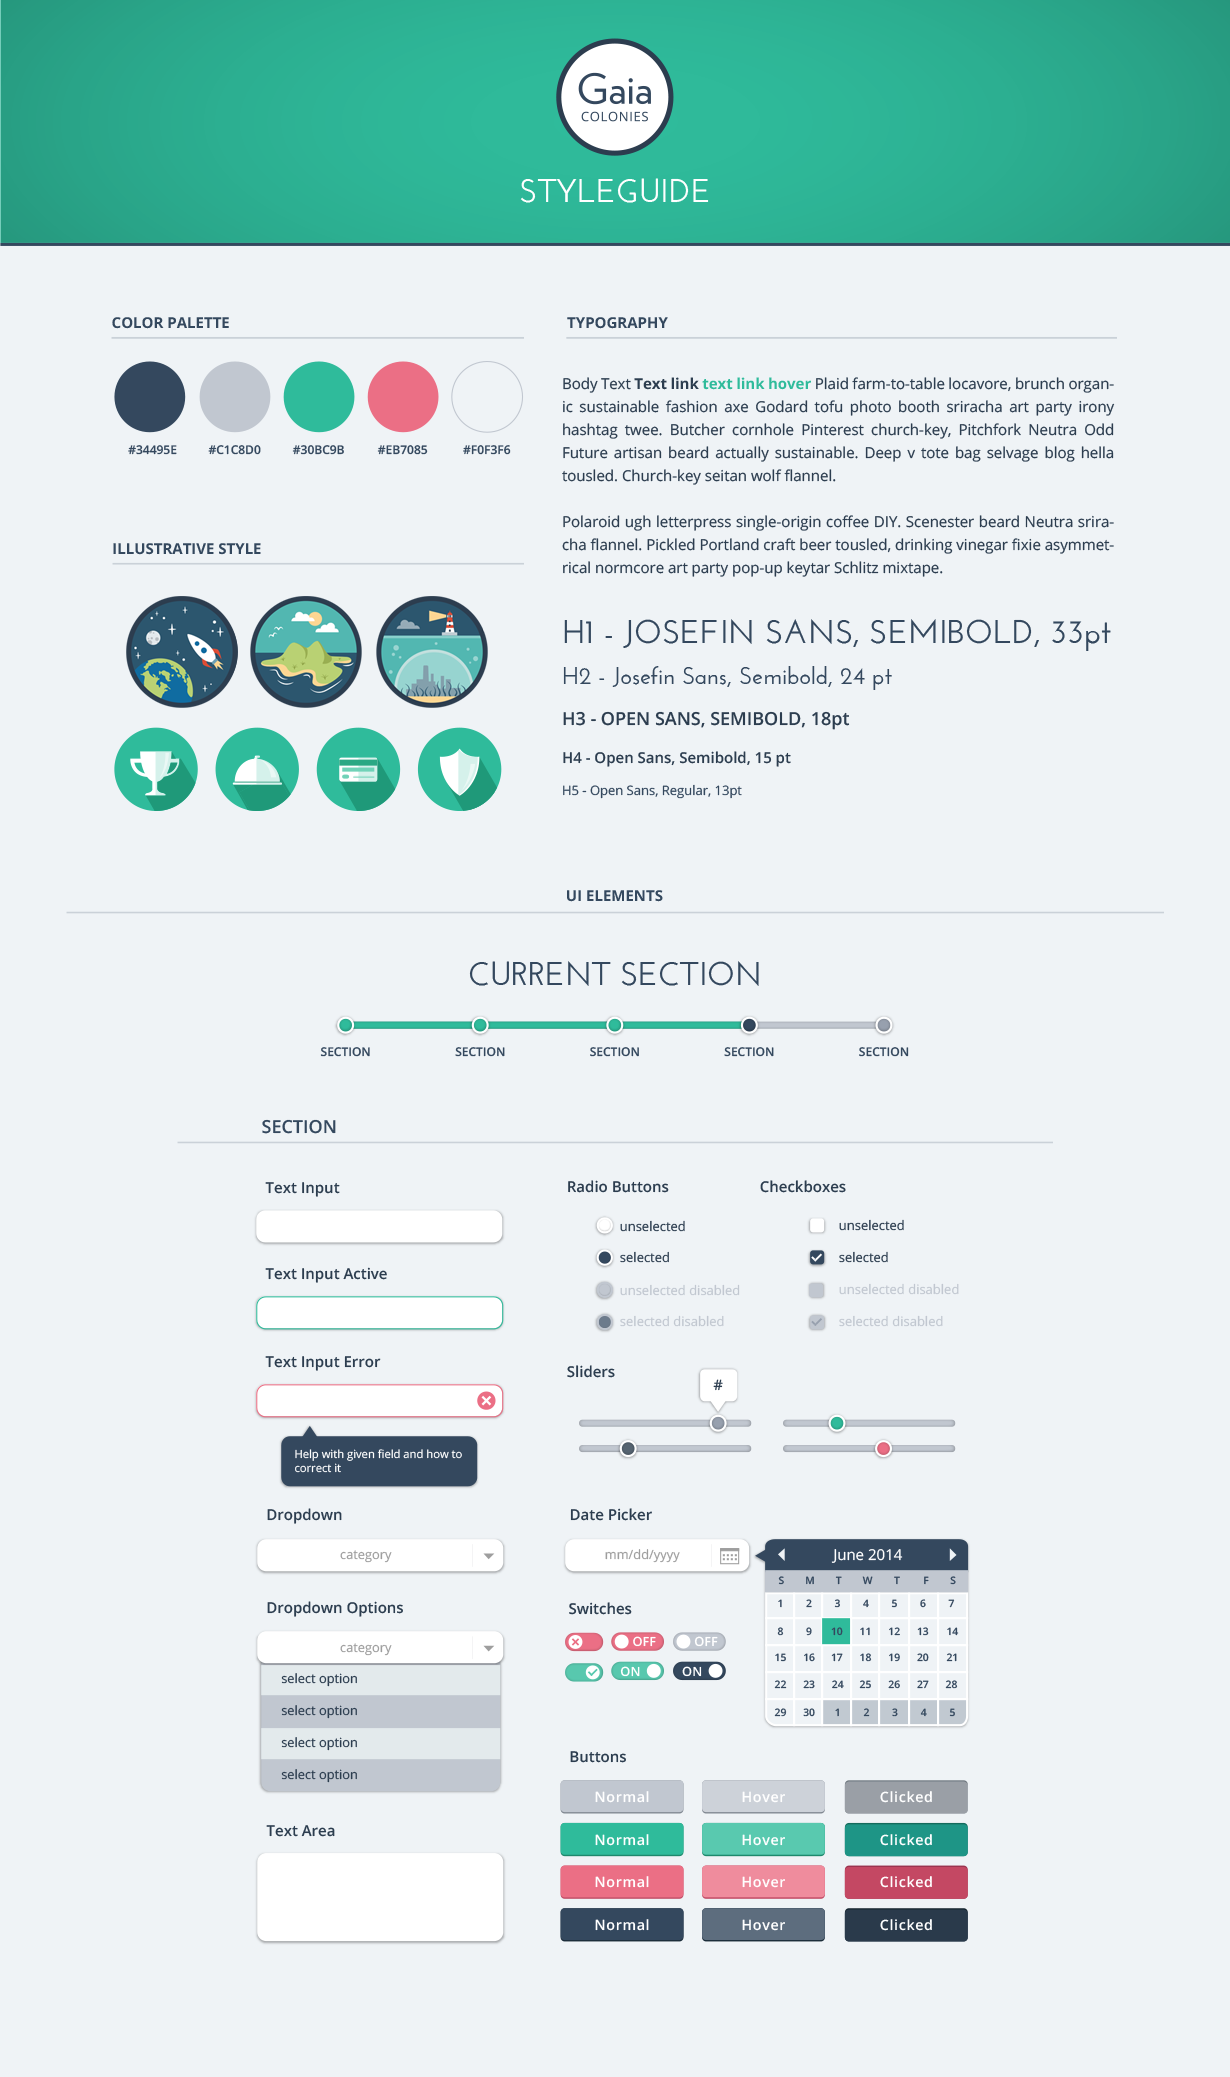 Gaia
COLONIES
STYLEGUIDE
COLOR PALETTE
#34495E #C1C8D0 #30BC9B #EB7085 #F0F3F6
TYPOGRAPHY
Body Text Text link text link hover Plaid farm-to-table locavore, brunch organ-
ic sustainable fashion axe Godard tofu photo booth sriracha art party irony
hashtag twee. Butcher cornhole Pinterest church-key, Pitchfork Neutra Odd
Future artisan beard actually sustainable. Deep v tote bag selvage blog hella
tousled. Church-key seitan wolf flannel.
Polaroid ugh letterpress single-origin coffee DIY. Scenester beard Neutra srira-
cha flannel. Pickled Portland craft beer tousled, drinking vinegar fixie asymmet-
rical normcore art party pop-up keytar Schlitz mixtape.
H1 - JOSEFIN SANS, SEMIBOLD, 33pt
H2 - Josefin Sans, Semibold, 24 pt
H3 - OPEN SANS, SEMIBOLD, 18pt
H4 - Open Sans, Semibold, 15 pt
H5 - Open Sans, Regular, 13pt
ILLUSTRATIVE STYLE
UI ELEMENTS
CURRENT SECTION
SECTION SECTION SECTION SECTION SECTION
SECTION
Text Input
Text Input Active
Text Input Error
Help with given field and how to
correct it
Dropdown
category
Dropdown Options
category
select option
select option
select option
select option
Text Area
Radio Buttons
unselected
selected
unselected disabled
selected disabled
Checkboxes
unselected
selected
unselected disabled
selected disabled
Sliders
#
Date Picker
mm/dd/yyyy
June 2014
S M T W T F S
1 2 3 4 5 6 7
8 9 10 11 12 13 14
15 16 17 18 19 20 21
22 23 24 25 26 27 28
29 30 1 2 3 4 5
Switches
OFF OFF
ON ON
Buttons
Normal Hover Clicked
Normal Hover Clicked
Normal Hover Clicked
Normal Hover Clicked